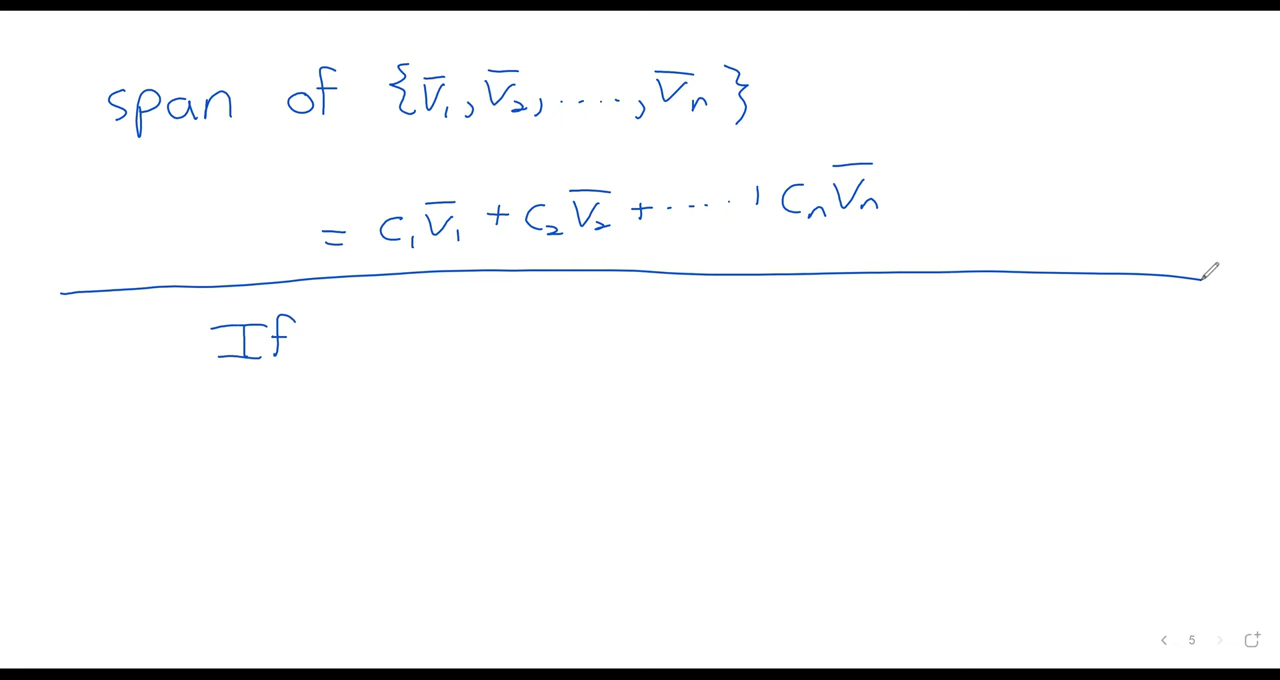 span of {v̄₁, v̄₂, ...., v̄ₙ}
= c₁v̄₁ + c₂v̄₂ + ...., cₙv̄ₙ
If
< 5 >